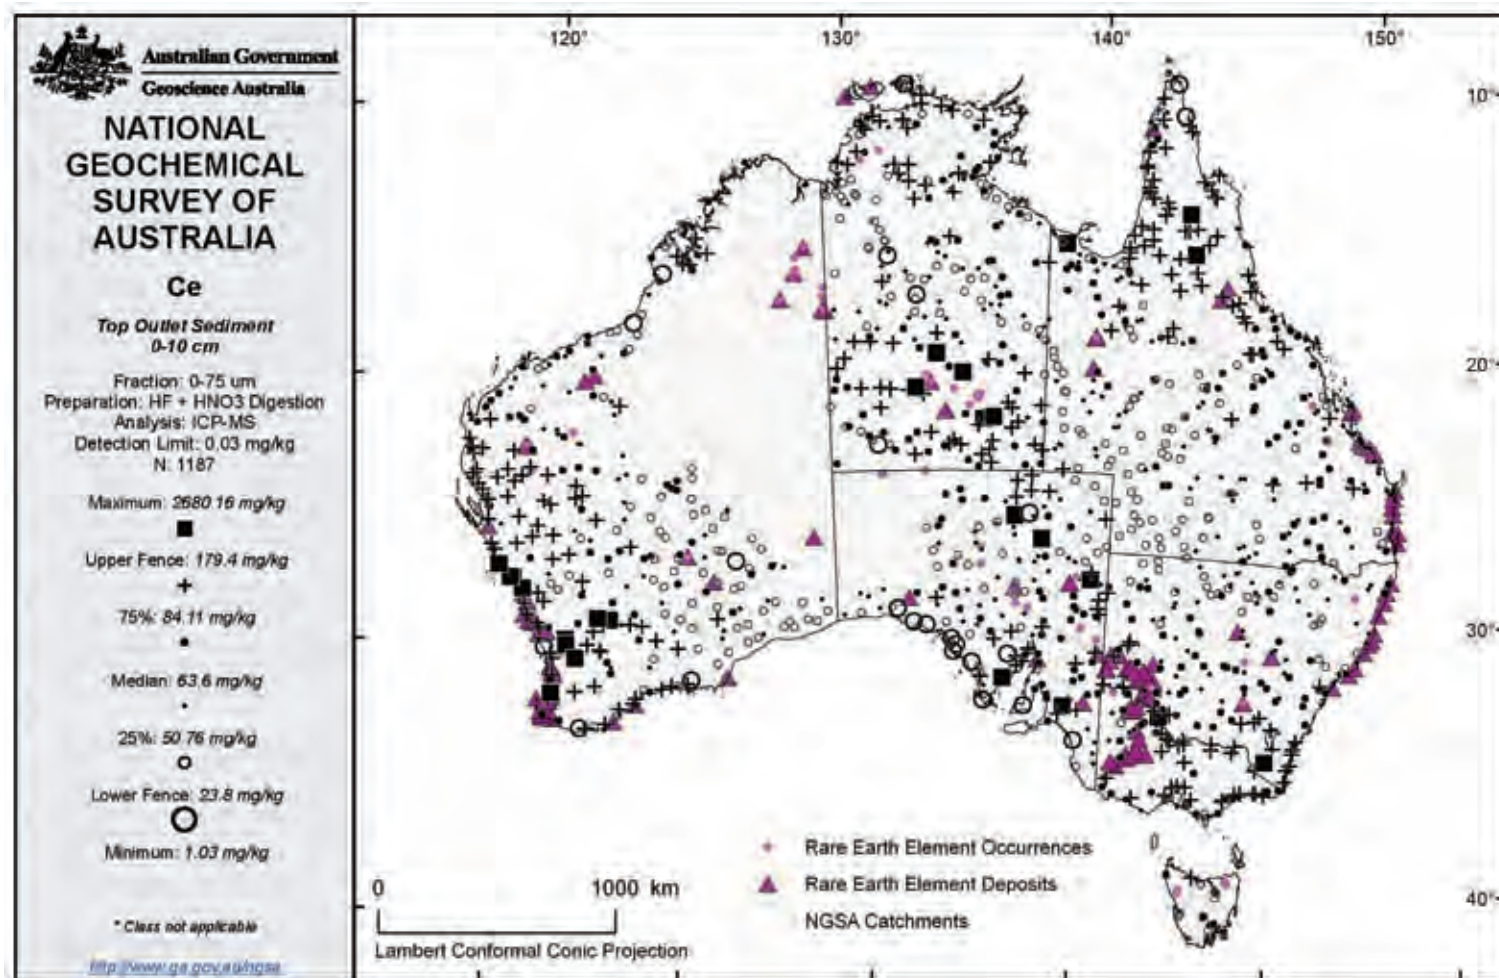 Australian Government
Geoscience Australia
NATIONAL
GEOCHEMICAL
SURVEY OF
AUSTRALIA
Ce
Top Outlet Sediment
0-10 cm
Fraction: 0-75 um
Preparation: HF + HNO3 Digestion
Analysis: ICP-MS
Detection Limit: 0.03 mg/kg
N: 1187
Maximum: 2680.16 mg/kg
Upper Fence: 179.4 mg/kg
75%: 84.11 mg/kg
Median: 63.6 mg/kg
25%: 50.76 mg/kg
Lower Fence: 23.8 mg/kg
Minimum: 1.03 mg/kg
* Class not applicable
http://www.ga.gov.au/ngsa
120°
130°
140°
150°
10°
20°
30°
40°
Rare Earth Element Occurrences
Rare Earth Element Deposits
NGSA Catchments
0 1000 km
Lambert Conformal Conic Projection